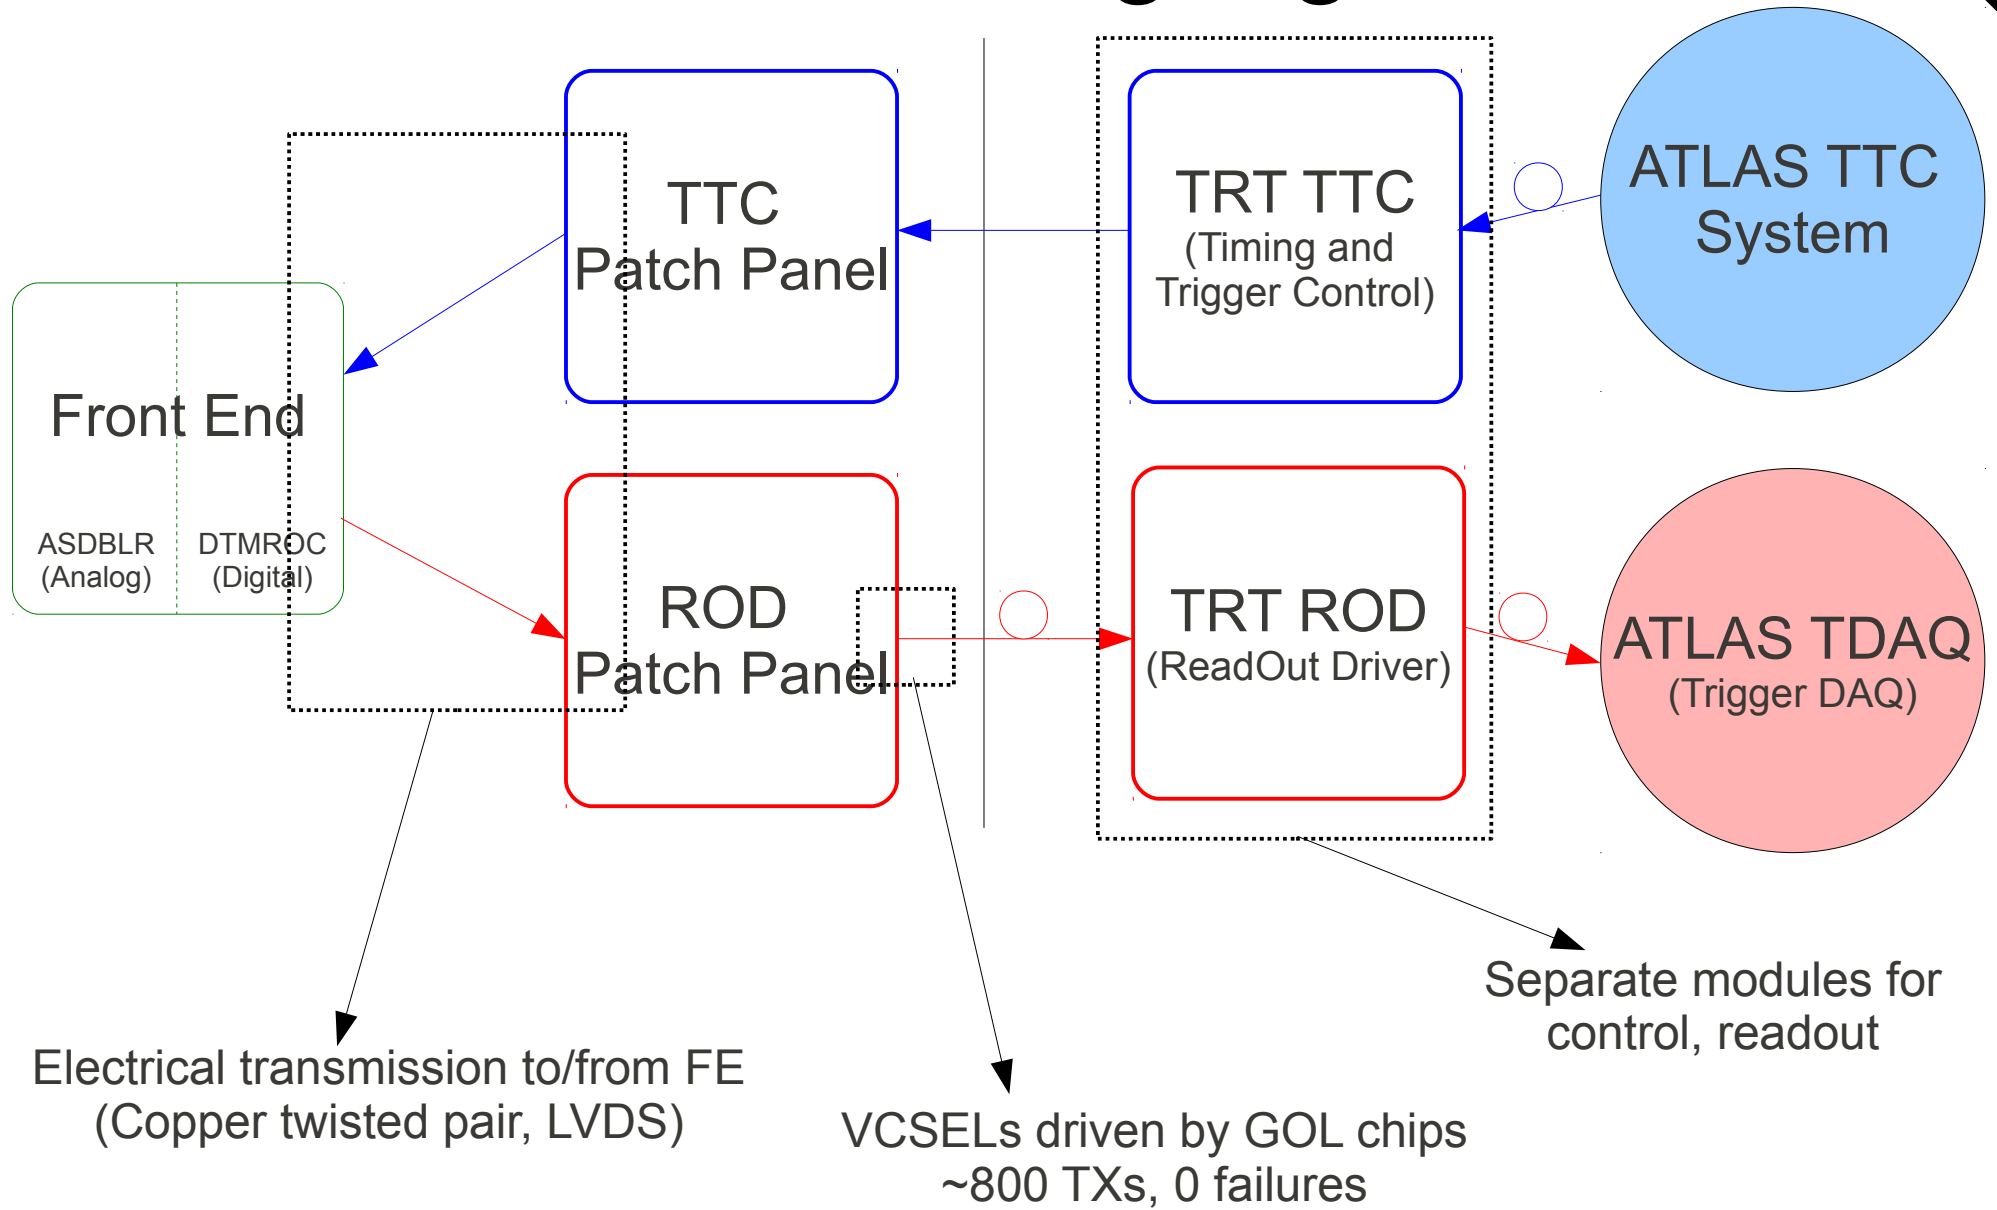 TTC
Patch Panel
TRT TTC
(Timing and
Trigger Control)
ATLAS TTC
System
Front End
ASDBLR
(Analog)
DTMROC
(Digital)
ROD
Patch Panel
TRT ROD
(ReadOut Driver)
ATLAS TDAQ
(Trigger DAQ)
Separate modules for
control, readout
Electrical transmission to/from FE
(Copper twisted pair, LVDS)
VCSELs driven by GOL chips
~800 TXs, 0 failures